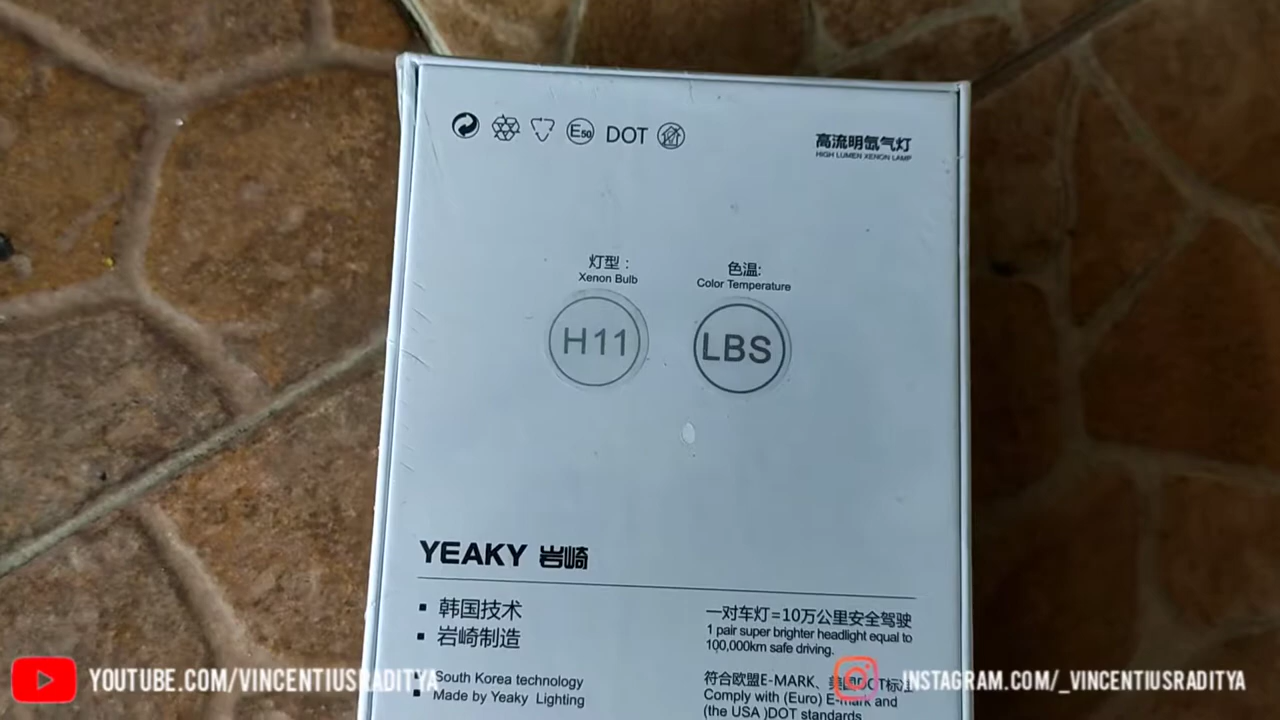 E50 DOT
高流明氙气灯
HIGH LUMEN XENON LAMP
灯型：
Xenon Bulb
H11
色温:
Color Temperature
LBS
YEAKY 岩崎
▪ 韩国技术
▪ 岩崎制造
South Korea technology
Made by Yeaky Lighting
一对车灯=10万公里安全驾驶
1 pair super brighter headlight equal to
100,000km safe driving.
符合欧盟E-MARK、美国DOT标准
Comply with (Euro) E-mark and
(the USA )DOT standards
YOUTUBE.COM/VINCENTIUSRADITYA
INSTAGRAM.COM/_VINCENTIUSRADITYA